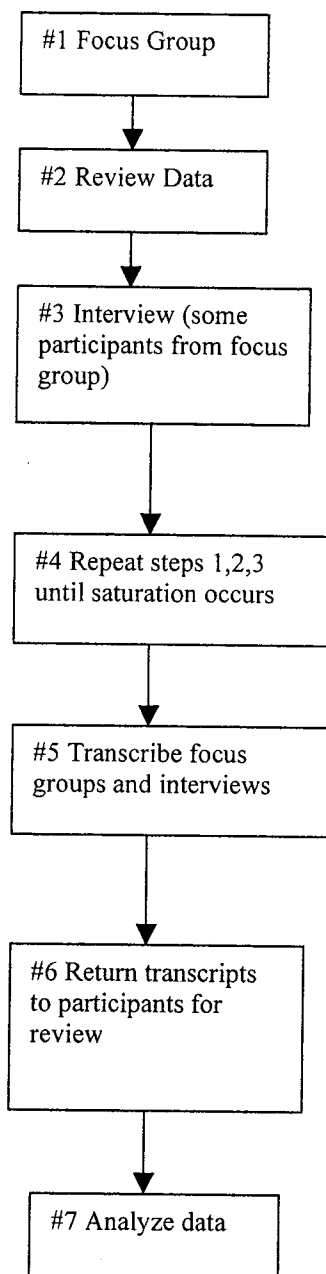 #1 Focus Group
#2 Review Data
#3 Interview (some
participants from focus
group)
#4 Repeat steps 1,2,3
until saturation occurs
#5 Transcribe focus
groups and interviews
#6 Return transcripts
to participants for
review
#7 Analyze data